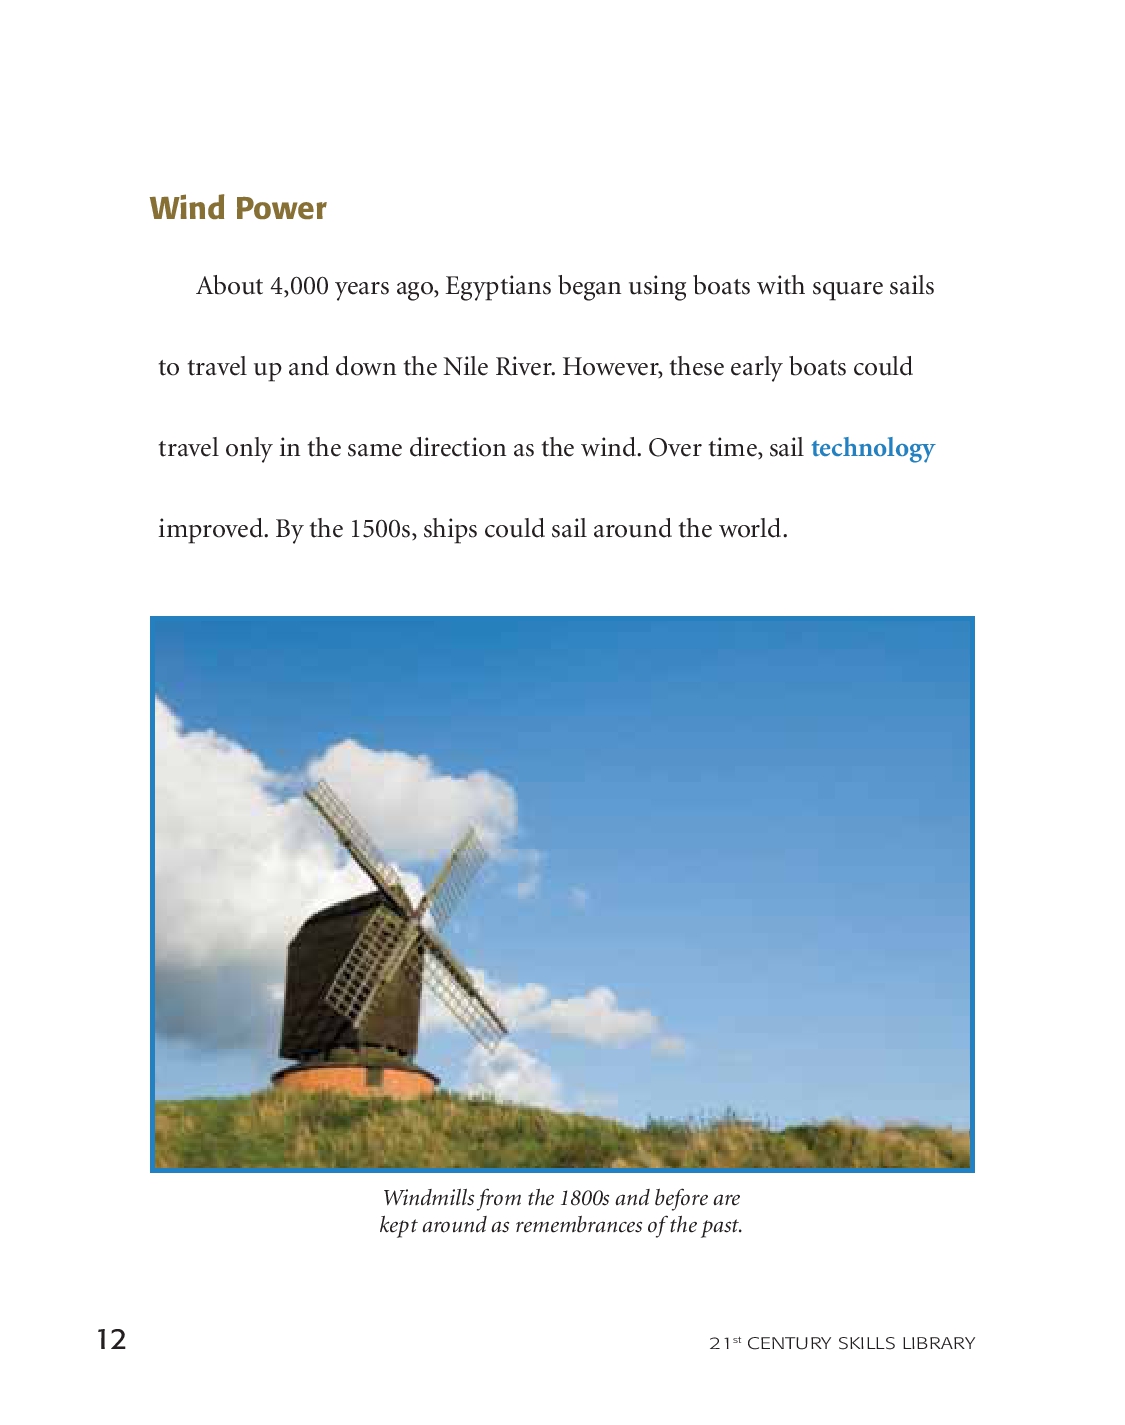 Wind Power
About 4,000 years ago, Egyptians began using boats with square sails
to travel up and down the Nile River. However, these early boats could
travel only in the same direction as the wind. Over time, sail technology
improved. By the 1500s, ships could sail around the world.
Windmills from the 1800s and before are
kept around as remembrances of the past.
12
21st CENTURY SKILLS LIBRARY